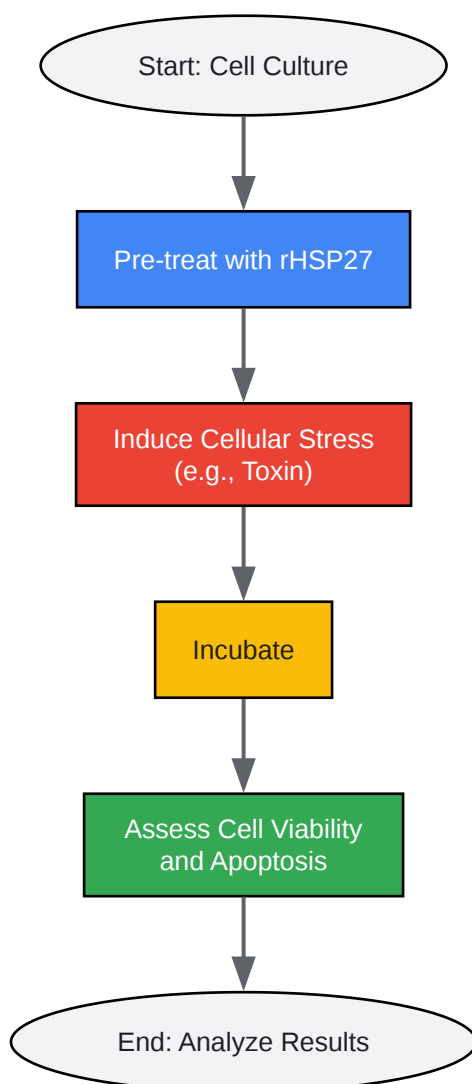 Start: Cell Culture
Pre-treat with rHSP27
Induce Cellular Stress
(e.g., Toxin)
Incubate
Assess Cell Viability
and Apoptosis
End: Analyze Results